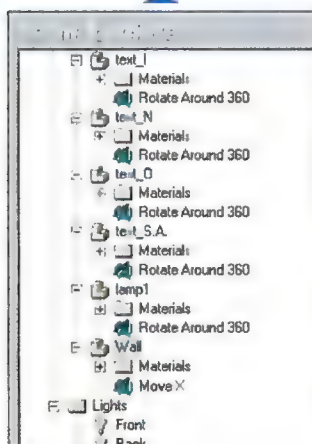 text_I
Materials
Rotate Around 360
text_N
Materials
Rotate Around 360
text_O
Materials
Rotate Around 360
text_S.A.
Materials
Rotate Around 360
lamp1
Materials
Rotate Around 360
Wall
Materials
Move X
Lights
Front
Back